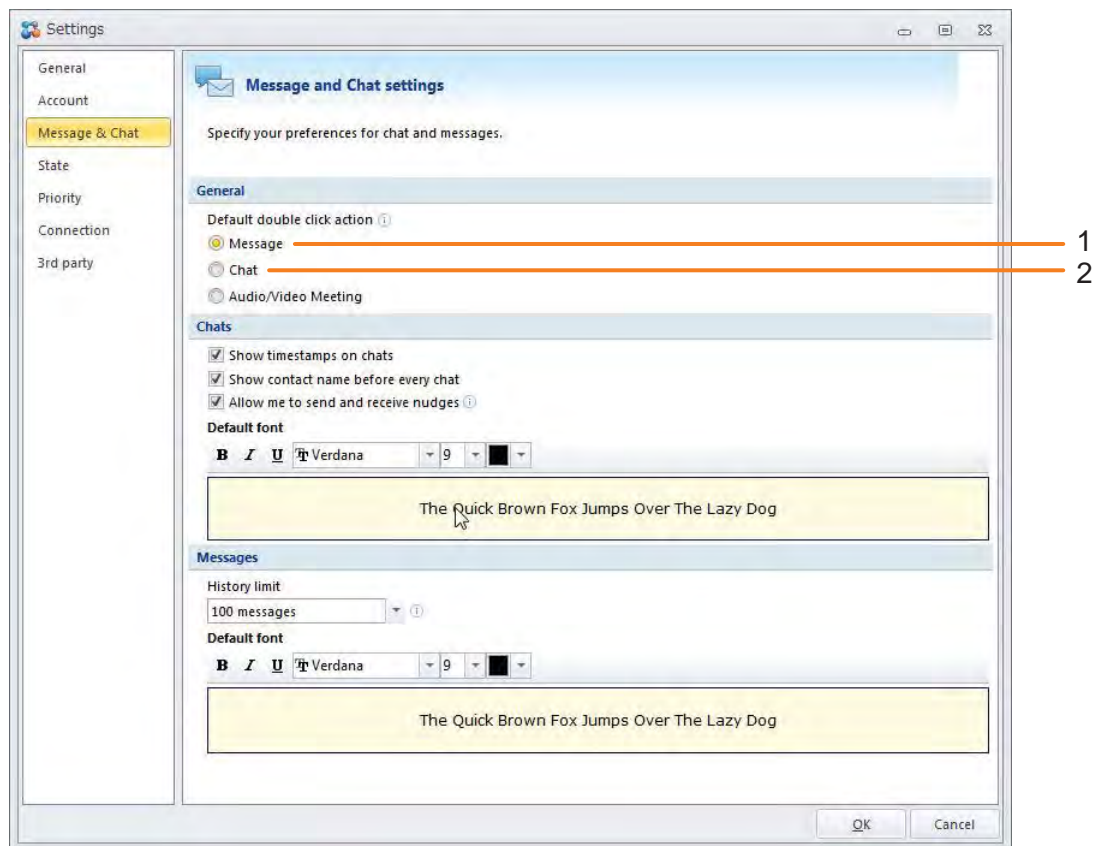 Settings
General
Account
Message & Chat
State
Priority
Connection
3rd party
Message and Chat settings
Specify your preferences for chat and messages.
General
Default double click action
Message
1
Chat
2
Audio/Video Meeting
Chats
Show timestamps on chats
Show contact name before every chat
Allow me to send and receive nudges
Default font
B I U Verdana 9
The Quick Brown Fox Jumps Over The Lazy Dog
Messages
History limit
100 messages
Default font
B I U Verdana 9
The Quick Brown Fox Jumps Over The Lazy Dog
OK Cancel